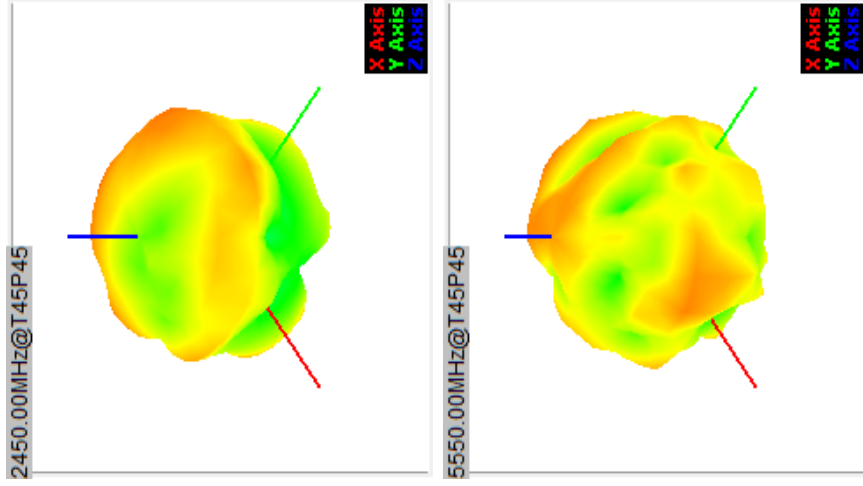 2450.00MHz@T45P45
X Axis
Y Axis
Z Axis
5550.00MHz@T45P45
X Axis
Y Axis
Z Axis